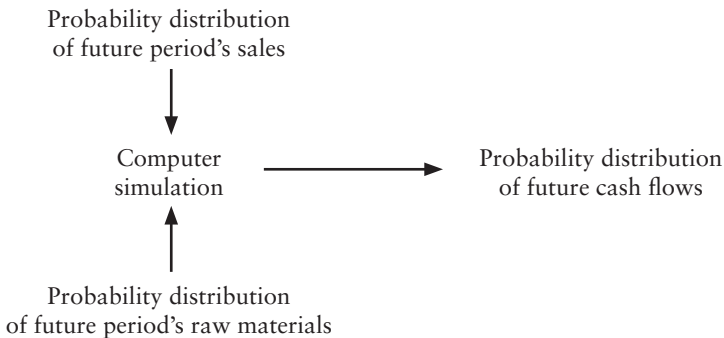 Probability distribution
of future period's sales
Computer
simulation
Probability distribution
of future cash flows
Probability distribution
of future period's raw materials